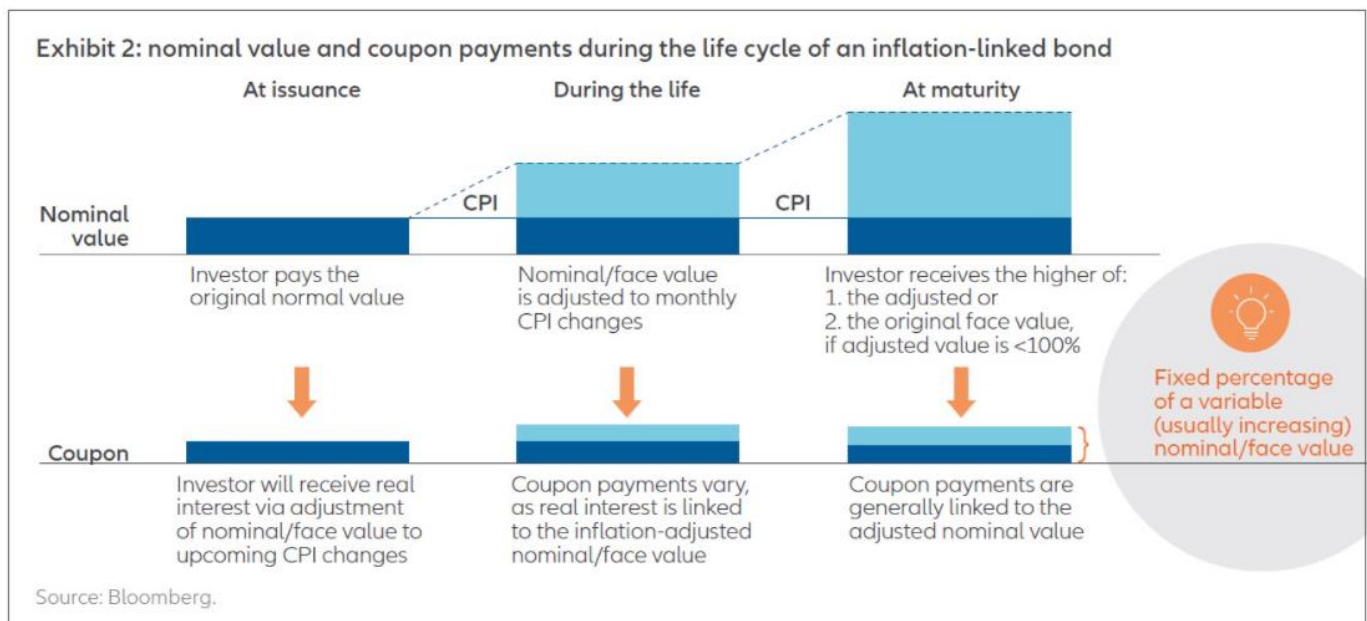 Exhibit 2: nominal value and coupon payments during the life cycle of an inflation-linked bond
At issuance
During the life
At maturity
Nominal
value
CPI
CPI
Investor pays the
original normal value
Nominal/face value
is adjusted to monthly
CPI changes
Investor receives the higher of:
1. the adjusted or
2. the original face value,
if adjusted value is <100%
Fixed percentage
of a variable
(usually increasing)
nominal/face value
Coupon
Investor will receive real
interest via adjustment
of nominal/face value to
upcoming CPI changes
Coupon payments vary,
as real interest is linked
to the inflation-adjusted
nominal/face value
Coupon payments are
generally linked to the
adjusted nominal value
Source: Bloomberg.